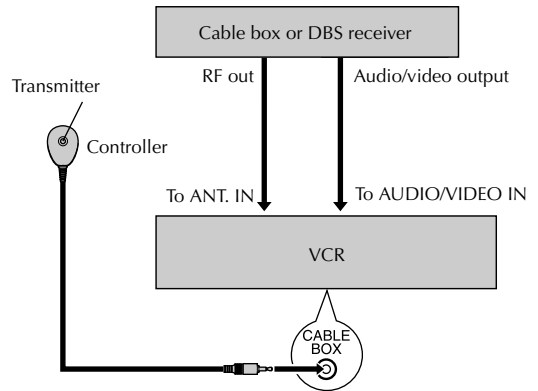 Cable box or DBS receiver
RF out
Audio/video output
Transmitter
Controller
To ANT. IN
To AUDIO/VIDEO IN
VCR
CABLE
BOX